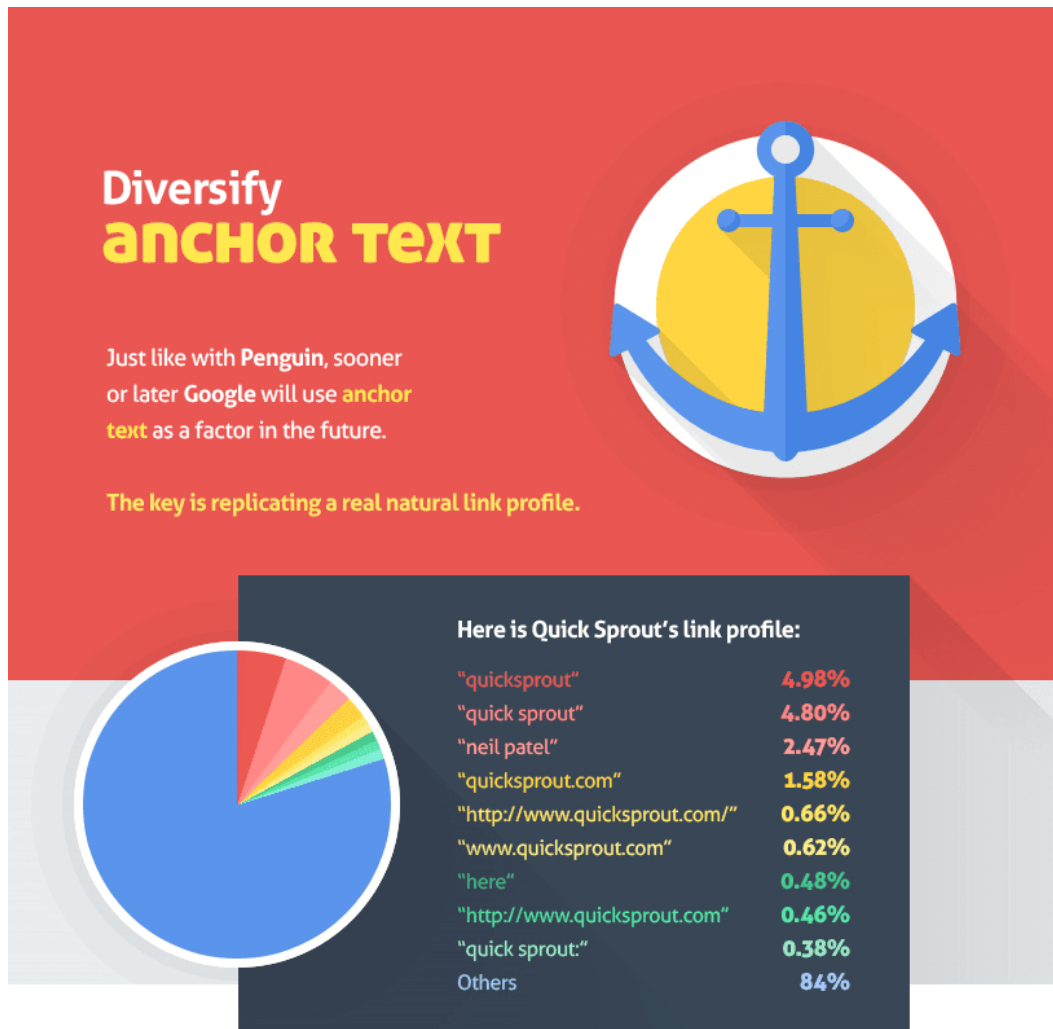 Diversify
ANCHOR TEXT
Just like with Penguin, sooner
or later Google will use anchor
text as a factor in the future.
The key is replicating a real natural link profile.
Here is Quick Sprout’s link profile:
“quicksprout” 4.98%
“quick sprout” 4.80%
“neil patel” 2.47%
“quicksprout.com” 1.58%
“http://www.quicksprout.com/” 0.66%
“www.quicksprout.com” 0.62%
“here” 0.48%
“http://www.quicksprout.com” 0.46%
“quick sprout:“ 0.38%
Others 84%